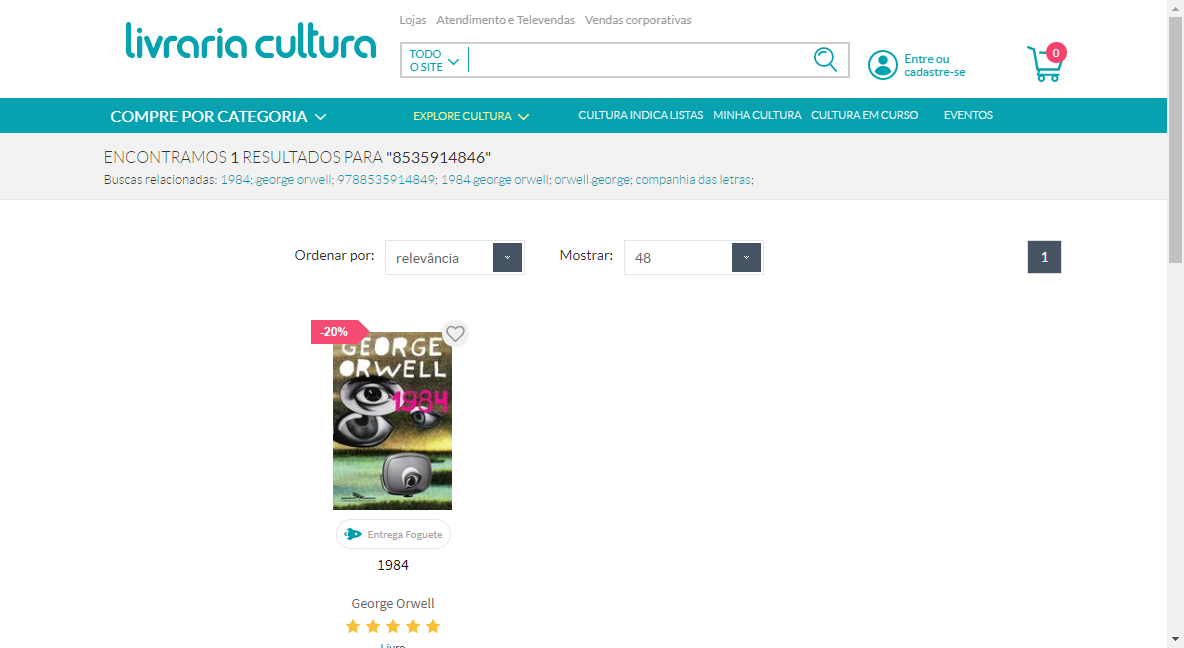 Lojas Atendimento e Televendas Vendas corporativas
livraria cultura
TODO
O SITE
Entre ou
cadastre-se
0
COMPRE POR CATEGORIA EXPLORE CULTURA CULTURA INDICA LISTAS MINHA CULTURA CULTURA EM CURSO EVENTOS
ENCONTRAMOS 1 RESULTADOS PARA "8535914846"
Buscas relacionadas: 1984; .george orwell; 9788535914849; 1984.george orwell; orwell.george; companhia das letras;
Ordenar por: relevância Mostrar: 48 1
-20%
GEORGE
ORWELL
1984
Entrega Foguete
1984
George Orwell
Livro